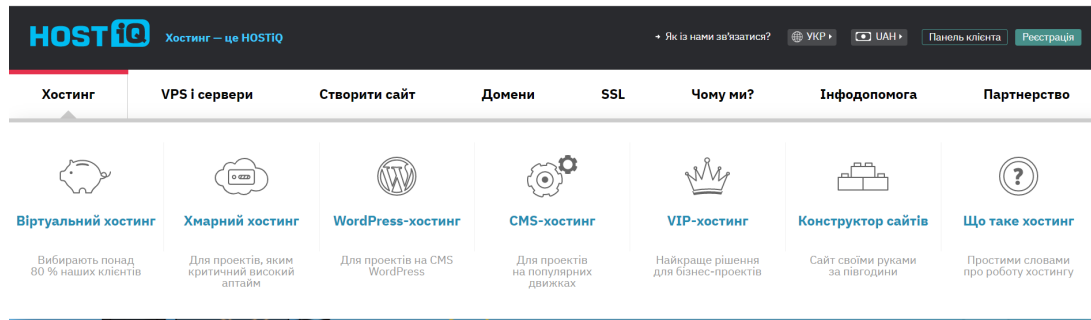 HOSTiQ Хостинг — це HOSTiQ → Як із нами зв'язатися? УКР ▸ UAH ▸ Панель клієнта Реєстрація
Хостинг VPS і сервери Створити сайт Домени SSL Чому ми? Інфодопомога Партнерство
Віртуальний хостинг
Вибирають понад
80 % наших клієнтів
Хмарний хостинг
Для проектів, яким
критичний високий
аптайм
WordPress-хостинг
Для проектів на CMS
WordPress
CMS-хостинг
Для проектів
на популярних
движках
VIP-хостинг
Найкраще рішення
для бізнес-проектів
Конструктор сайтів
Сайт своїми руками
за півгодини
?
Що таке хостинг
Простими словами
про роботу хостингу